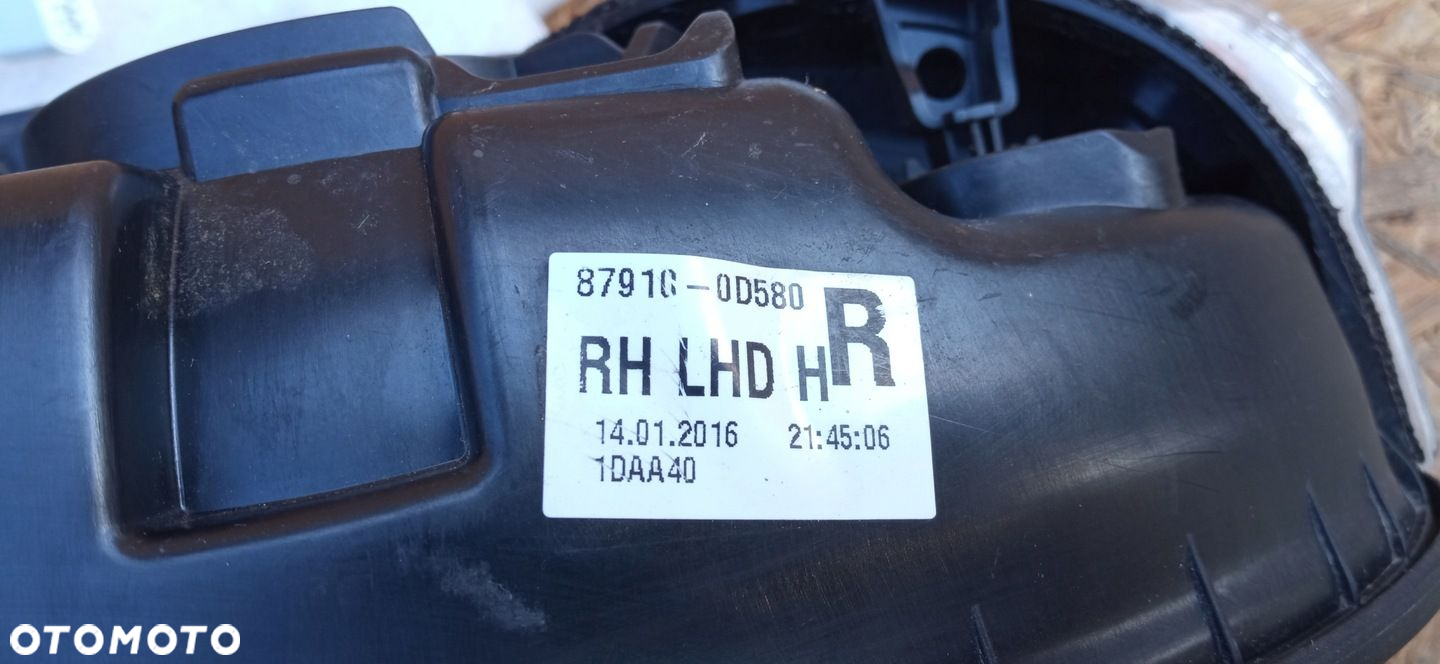 87910-0D580
R
RH LHD H
14.01.2016 21:45:06
1DAA40
OTOMOTO